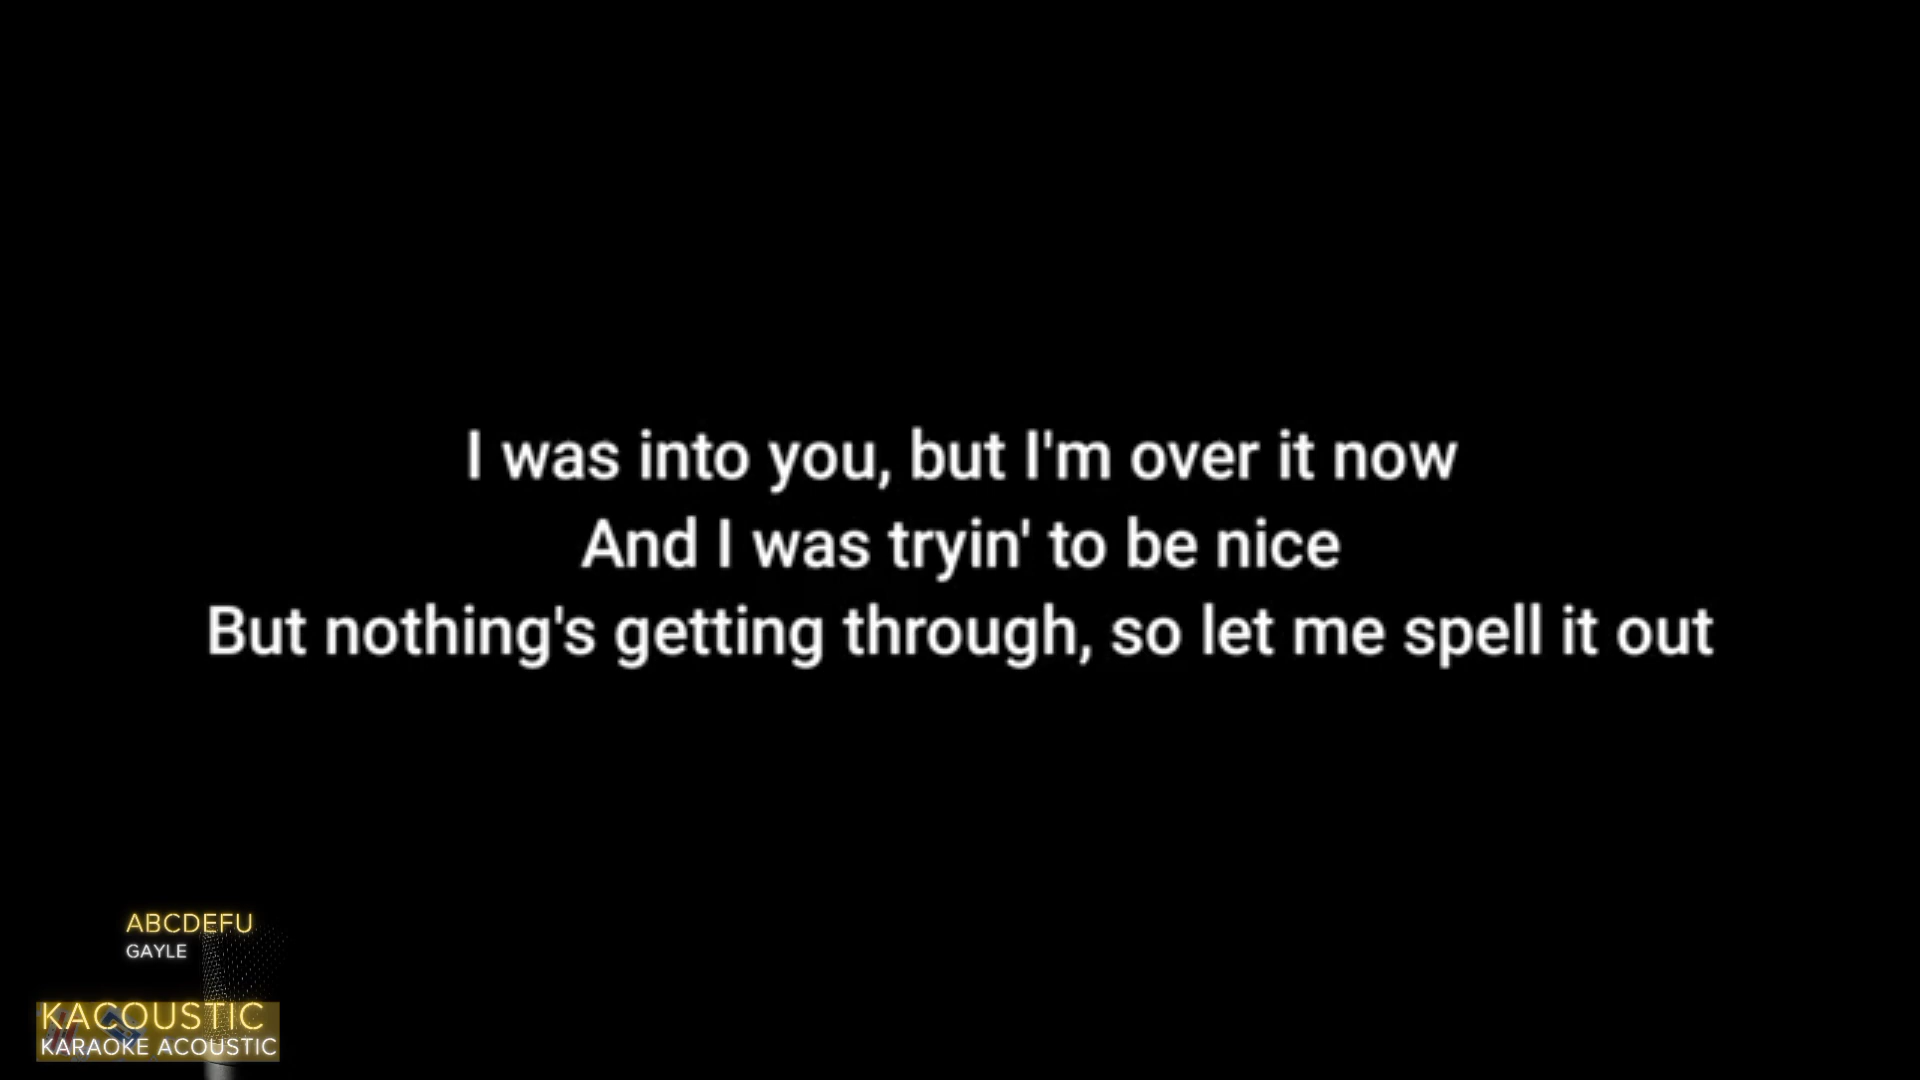 I was into you, but I'm over it now
And I was tryin' to be nice
But nothing's getting through, so let me spell it out
ABCDEFU
GAYLE
KACOUSTIC
KARAOKE ACOUSTIC